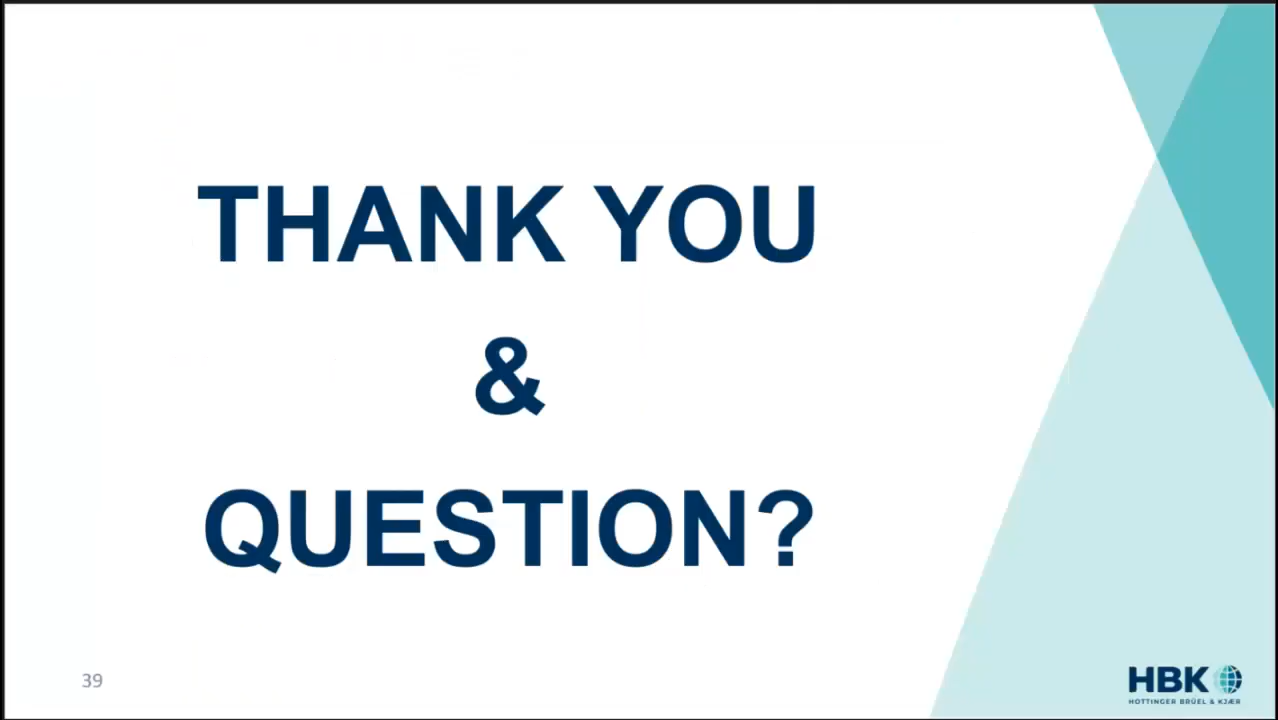 THANK YOU
&
QUESTION?
39
HBK
HOTTINGER BRÜEL & KJÆR